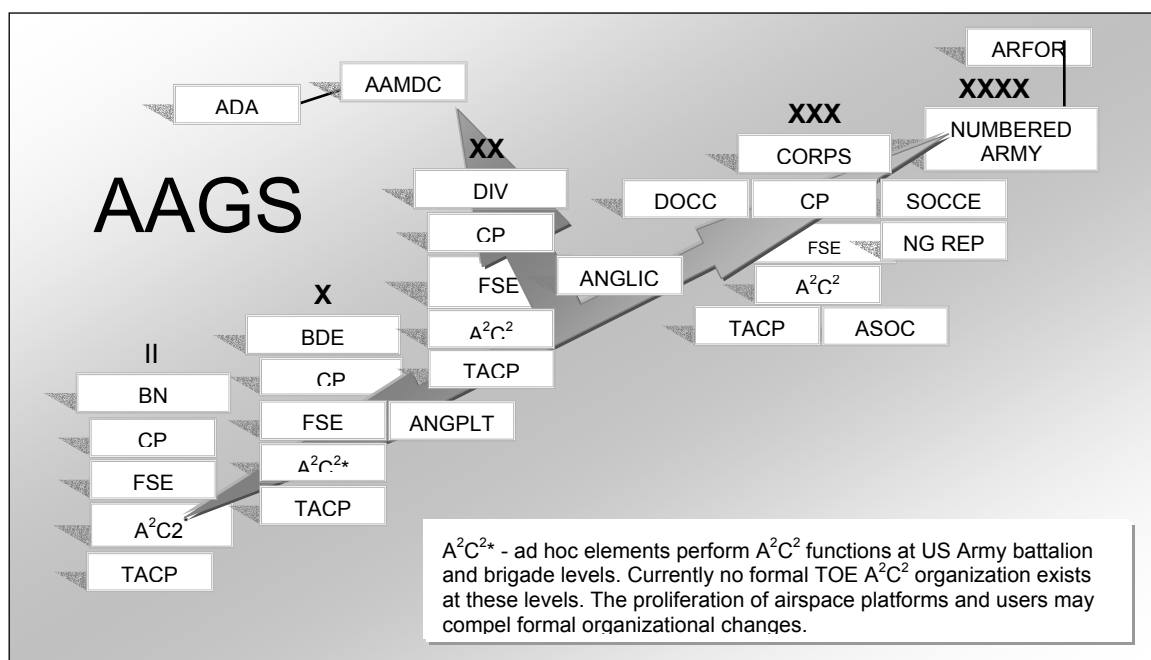 AAGS
ADA
AAMDC
II
BN
CP
FSE
A²C2
TACP
X
BDE
CP
FSE
ANGPLT
A²C²*
TACP
XX
DIV
CP
FSE
ANGLIC
A²C²
TACP
XXX
CORPS
DOCC
CP
SOCCE
FSE
NG REP
A²C²
TACP
ASOC
ARFOR
XXXX
NUMBERED
ARMY
A²C²* - ad hoc elements perform A²C² functions at US Army battalion
and brigade levels. Currently no formal TOE A²C² organization exists
at these levels. The proliferation of airspace platforms and users may
compel formal organizational changes.